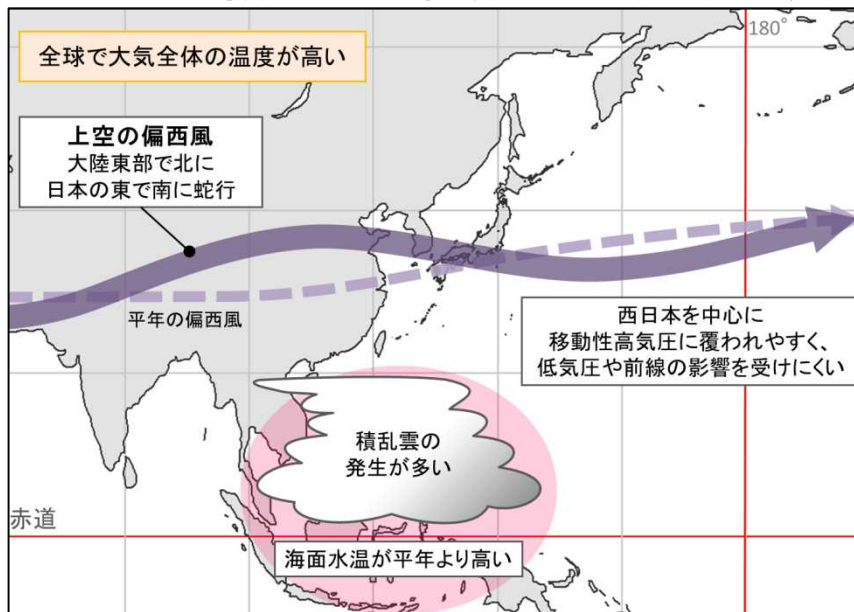 180°
全球で大気全体の温度が高い
上空の偏西風
大陸東部で北に
日本の東で南に蛇行
平年の偏西風
西日本を中心に
移動性高気圧に覆われやすく、
低気圧や前線の影響を受けにくい
積乱雲の
発生が多い
赤道
海面水温が平年より高い